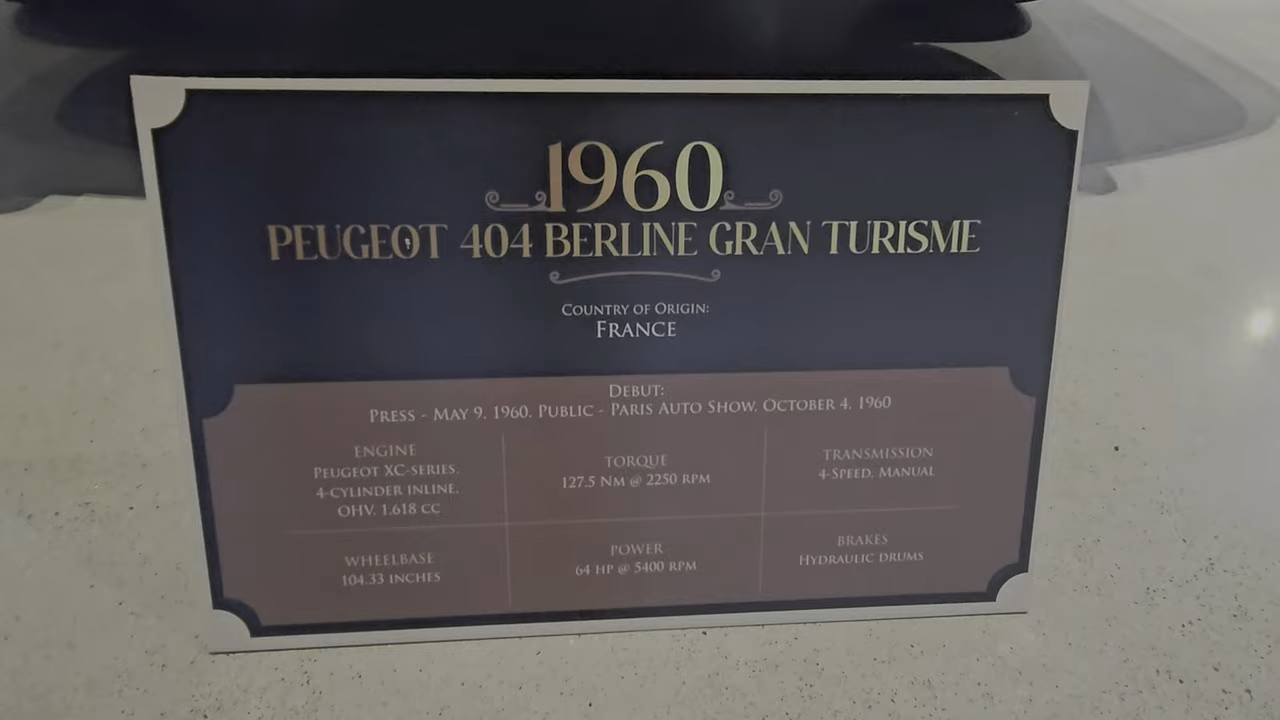 1960
PEUGEOT 404 BERLINE GRAN TURISME
COUNTRY OF ORIGIN:
FRANCE
DEBUT:
PRESS - MAY 9, 1960. PUBLIC - PARIS AUTO SHOW, OCTOBER 4, 1960
ENGINE
PEUGEOT XC-SERIES,
4-CYLINDER INLINE,
OHV, 1,618 CC
TORQUE
127.5 NM @ 2250 RPM
TRANSMISSION
4-SPEED, MANUAL
WHEELBASE
104.33 INCHES
POWER
64 HP @ 5400 RPM
BRAKES
HYDRAULIC DRUMS